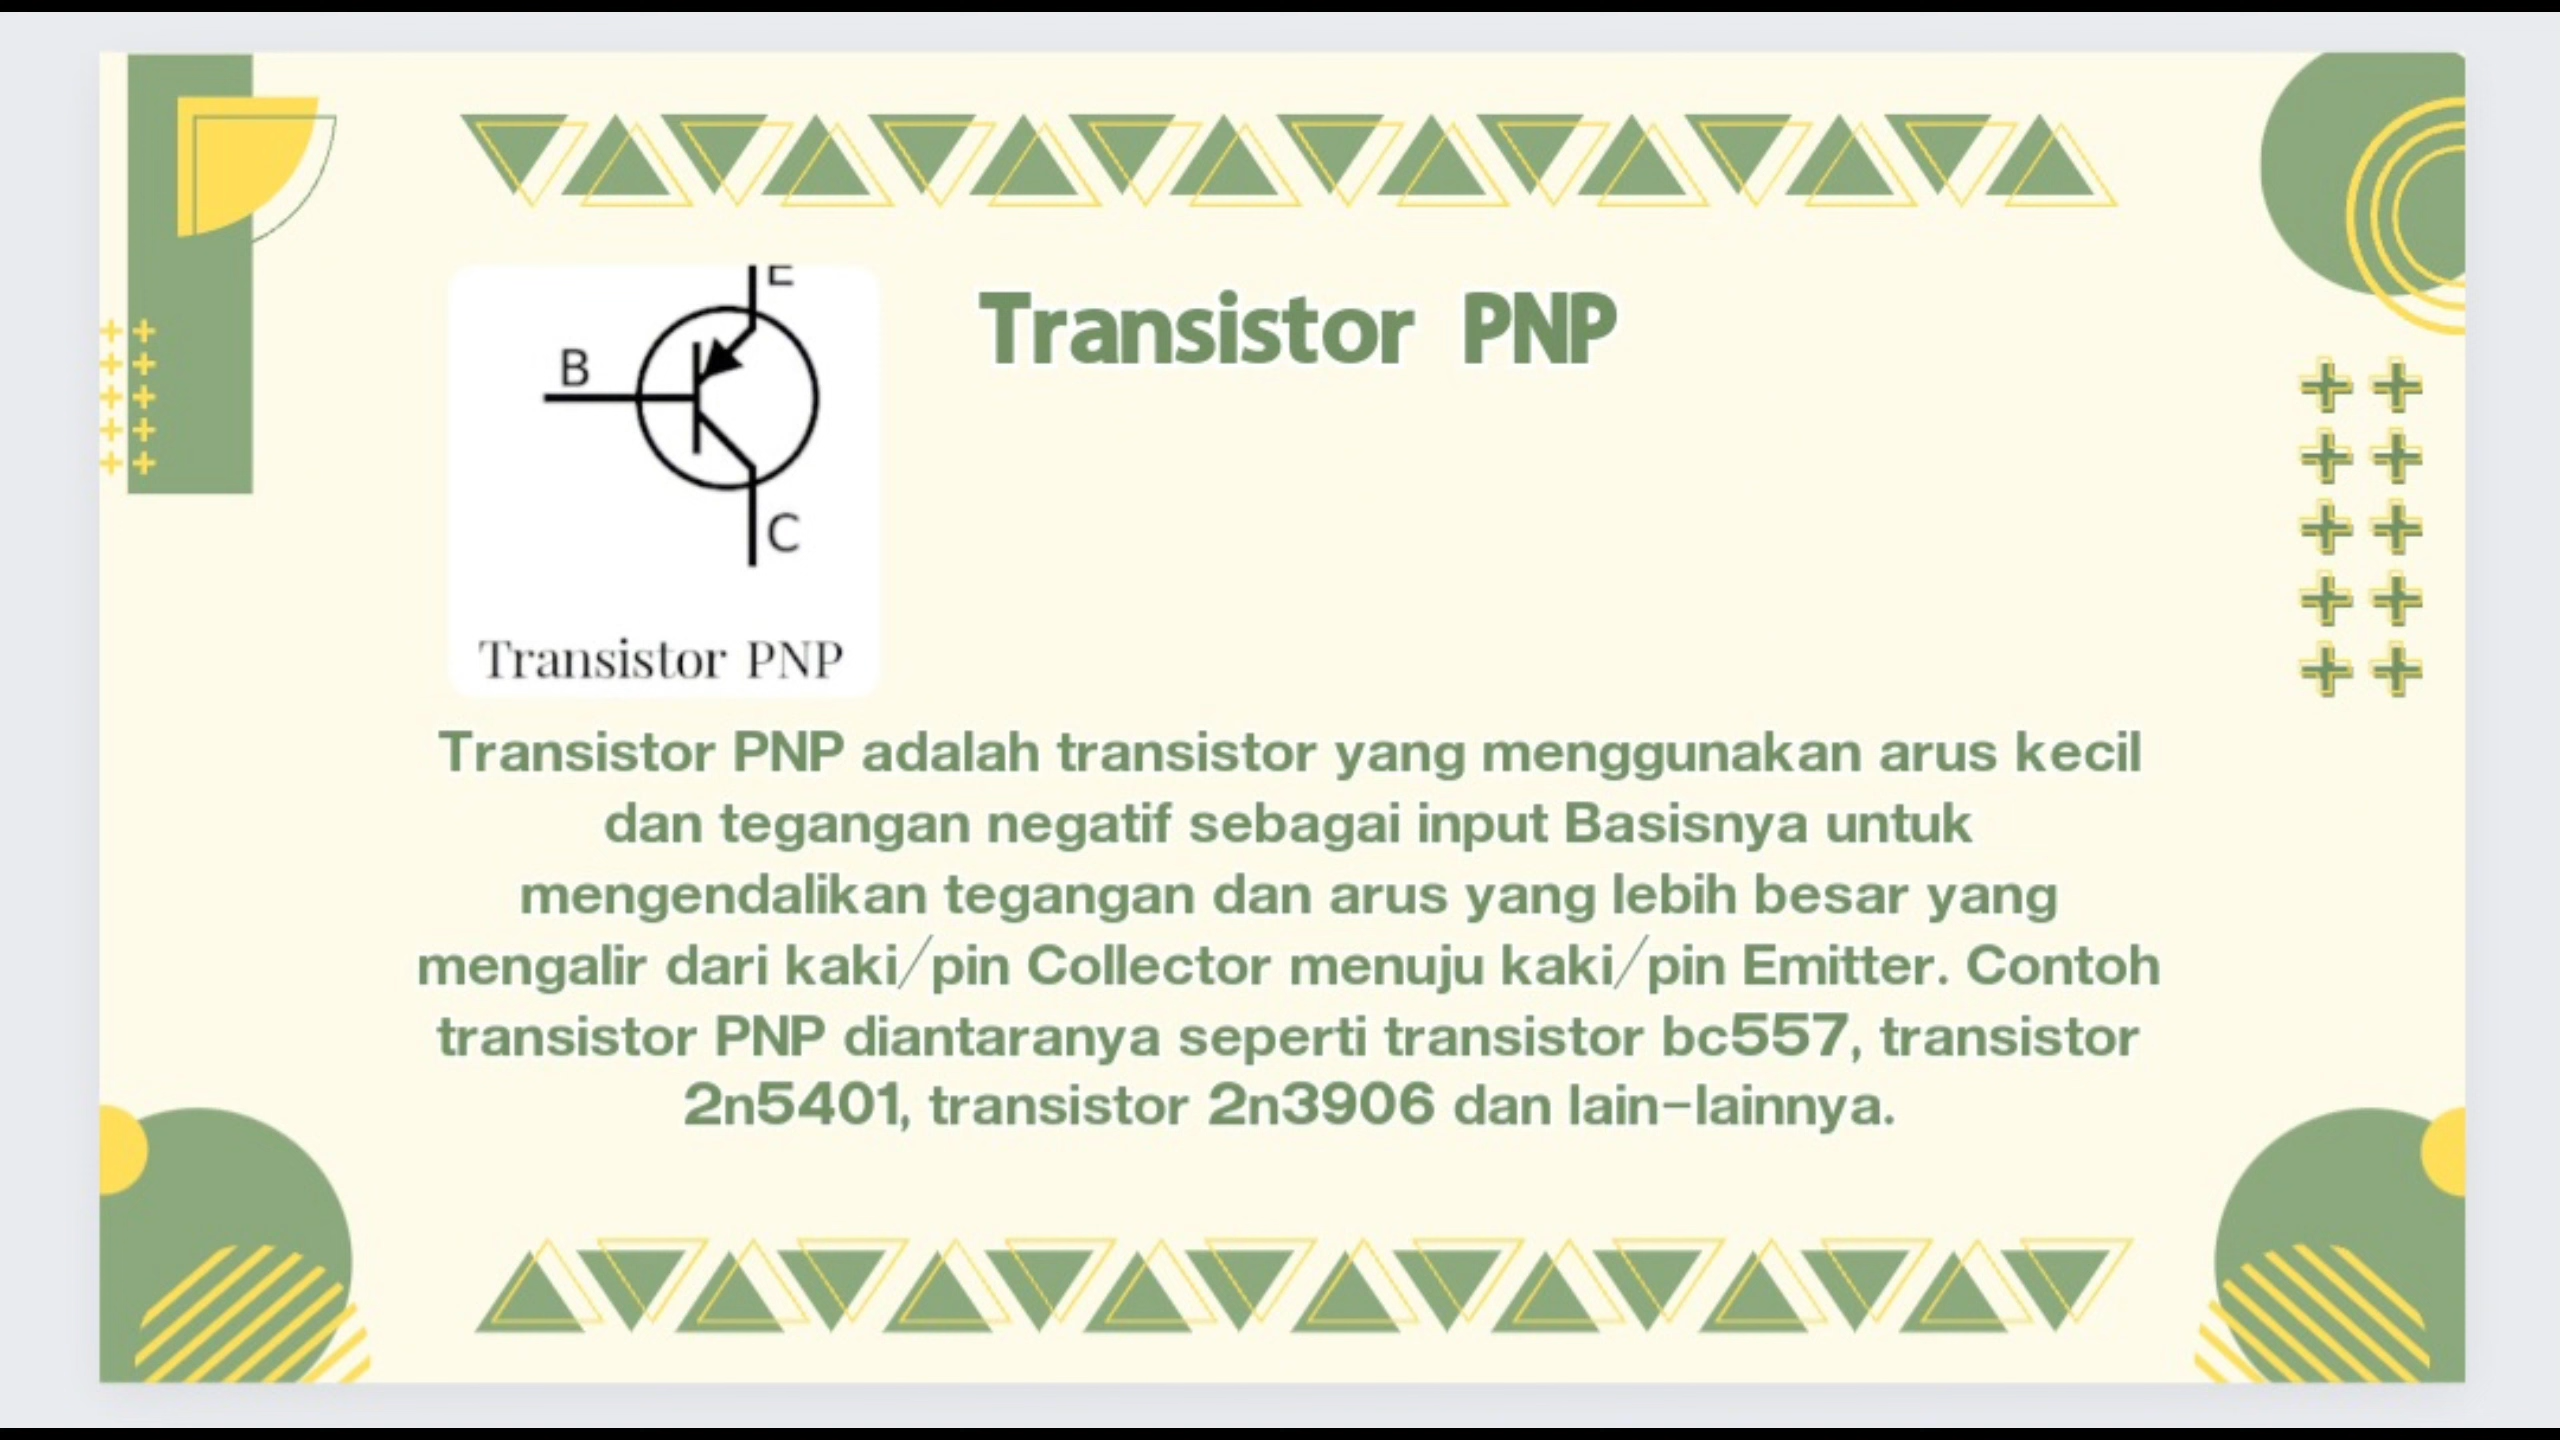 E
Transistor PNP
B
C
Transistor PNP
Transistor PNP adalah transistor yang menggunakan arus kecil
dan tegangan negatif sebagai input Basisnya untuk
mengendalikan tegangan dan arus yang lebih besar yang
mengalir dari kaki/pin Collector menuju kaki/pin Emitter. Contoh
transistor PNP diantaranya seperti transistor bc557, transistor
2n5401, transistor 2n3906 dan lain-lainnya.